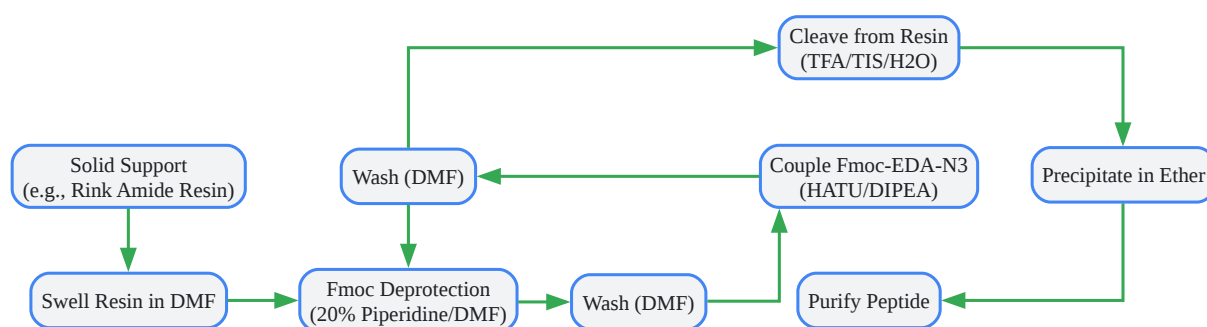 Cleave from Resin
(TFA/TIS/H2O)
Solid Support
(e.g., Rink Amide Resin)
Wash (DMF)
Couple Fmoc-EDA-N3
(HATU/DIPEA)
Precipitate in Ether
Swell Resin in DMF
Fmoc Deprotection
(20% Piperidine/DMF)
Wash (DMF)
Purify Peptide